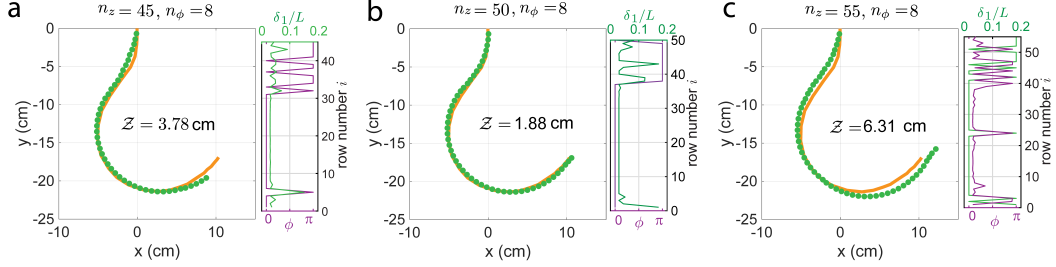 a
n_z = 45, n_ϕ = 8
δ₁/L
0 0.1 0.2
0
-5
-10
-15
-20
-25
y (cm)
Z = 3.78 cm
-10 0 10
x (cm)
40
30
20
10
0
row number i
0 ϕ π
b
n_z = 50, n_ϕ = 8
δ₁/L
0 0.1 0.2
0
-5
-10
-15
-20
-25
y (cm)
Z = 1.88 cm
-10 0 10
x (cm)
50
40
30
20
10
0
row number i
0 ϕ π
c
n_z = 55, n_ϕ = 8
δ₁/L
0 0.1 0.2
0
-5
-10
-15
-20
-25
y (cm)
Z = 6.31 cm
-10 0 10
x (cm)
50
40
30
20
10
0
row number i
0 ϕ π